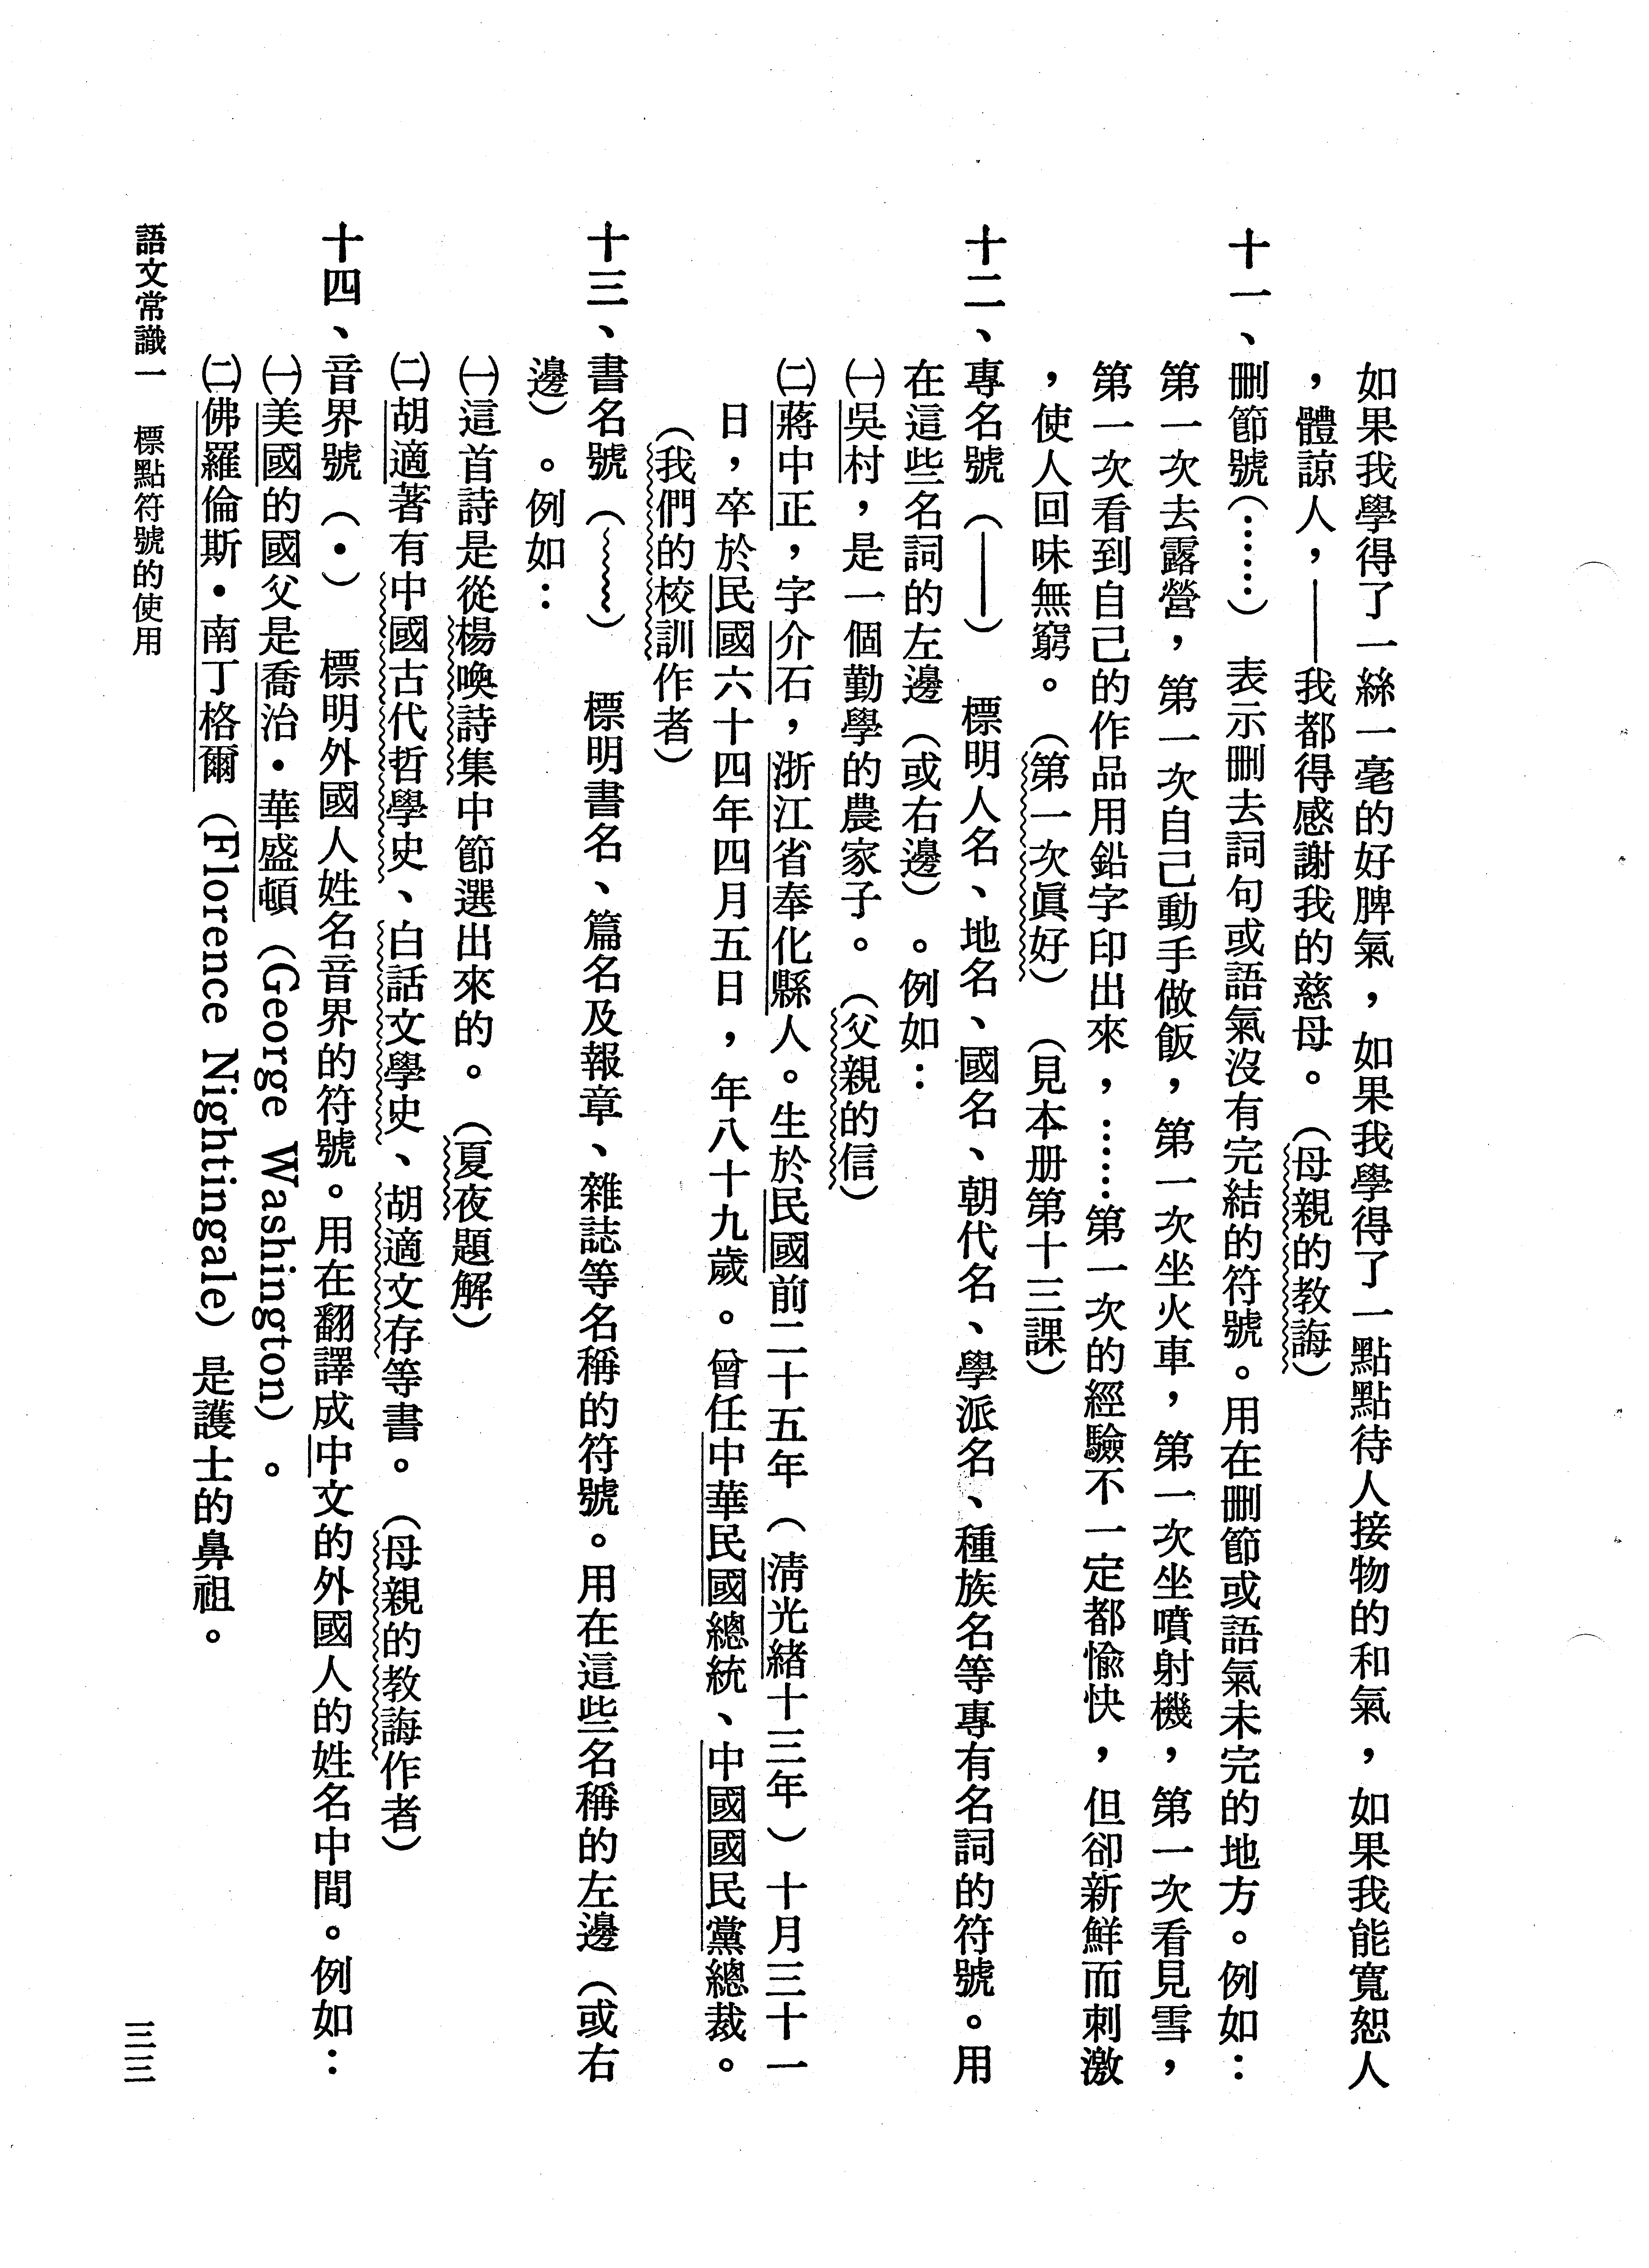 如果我學得了一絲一毫的好脾氣，如果我學得了一點點待人接物的和氣，如果我能寬恕人
，體諒人，——我都得感謝我的慈母。（母親的教誨）
十一、刪節號（……）　表示刪去詞句或語氣沒有完結的符號。用在刪節或語氣未完的地方。例如：
第一次去露營，第一次自己動手做飯，第一次坐火車，第一次坐噴射機，第一次看見雪，
第一次看到自己的作品用鉛字印出來，……第一次的經驗不一定都愉快，但卻新鮮而刺激
，使人回味無窮。（第一次眞好）　（見本册第十三課）
十二、專名號（——）　標明人名、地名、國名、朝代名、學派名、種族名等專有名詞的符號。用
在這些名詞的左邊（或右邊）。例如：
㈠吳村，是一個勤學的農家子。（父親的信）
㈡蔣中正，字介石，浙江省奉化縣人。生於民國前二十五年（淸光緒十三年）十月三十一
日，卒於民國六十四年四月五日，年八十九歲。曾任中華民國總統、中國國民黨總裁。
（我們的校訓作者）
十三、書名號（﹏﹏）　標明書名、篇名及報章、雜誌等名稱的符號。用在這些名稱的左邊（或右
邊）。例如：
㈠這首詩是從楊喚詩集中節選出來的。（夏夜題解）
㈡胡適著有中國古代哲學史、白話文學史、胡適文存等書。（母親的教誨作者）
十四、音界號（・）　標明外國人姓名音界的符號。用在翻譯成中文的外國人的姓名中間。例如：
㈠美國的國父是喬治・華盛頓（George Washington）。
㈡佛羅倫斯・南丁格爾（Florence Nightingale）是護士的鼻祖。
語文常識一　標點符號的使用
三三